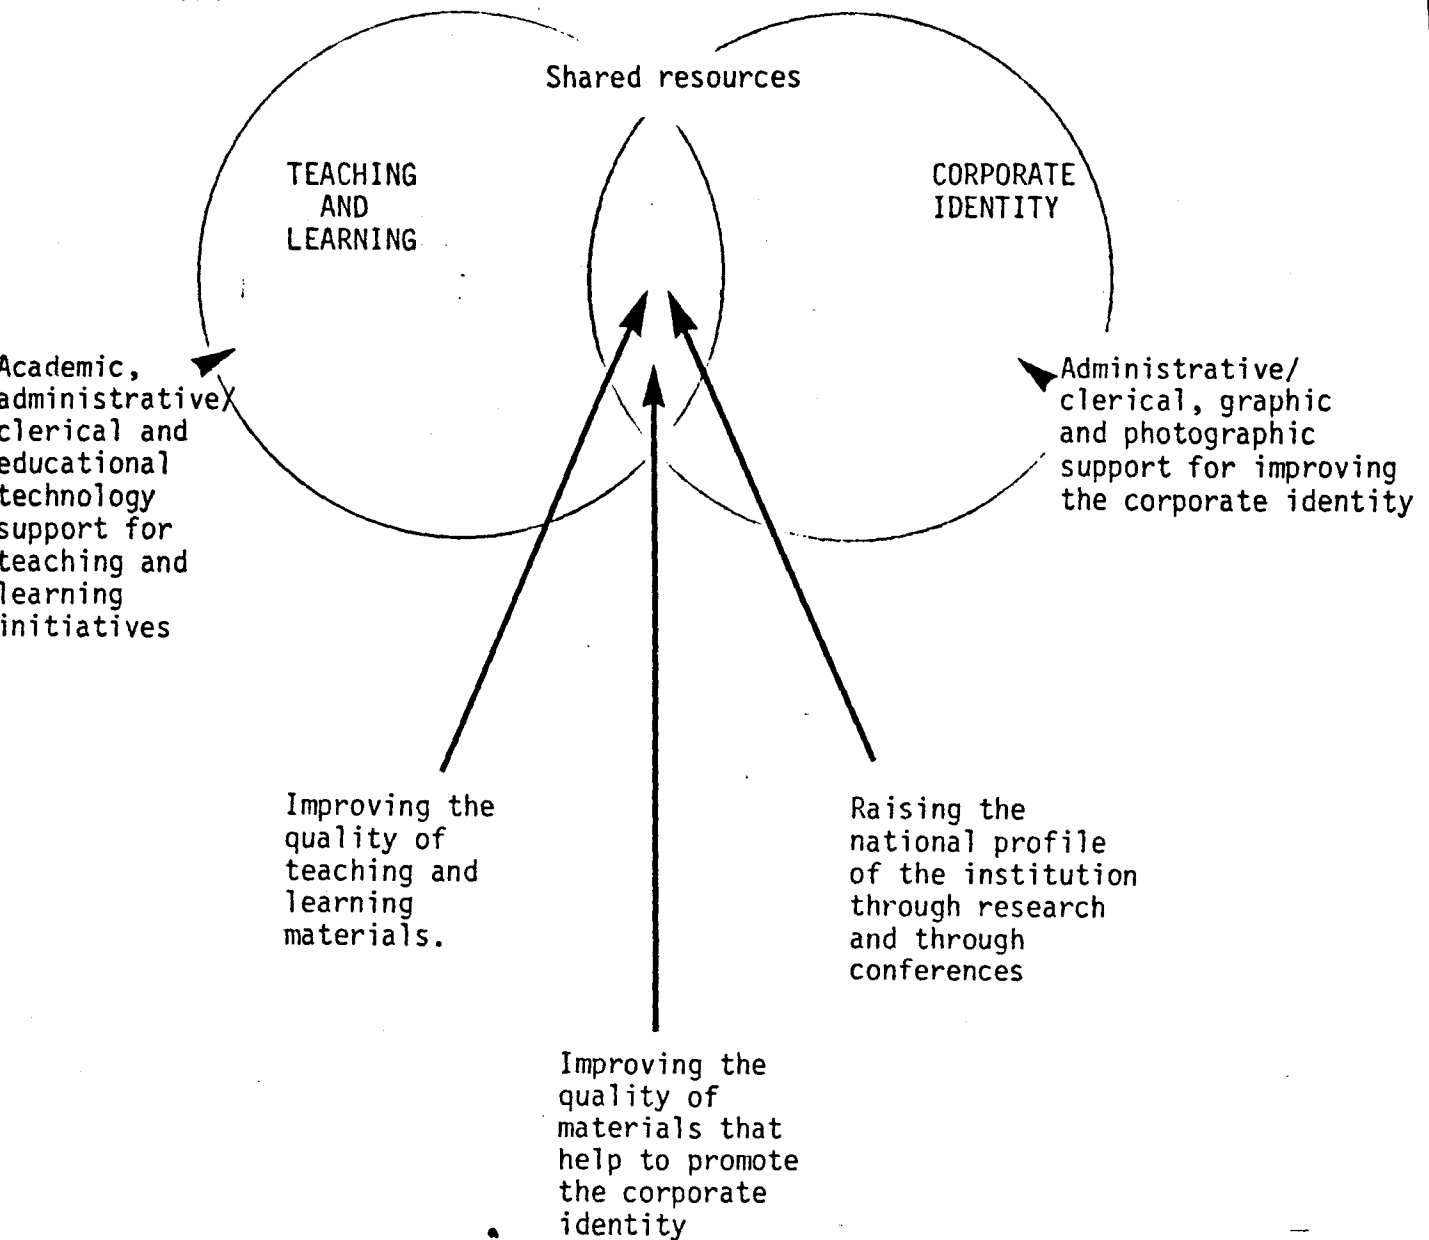 Shared resources
TEACHING
AND
LEARNING
CORPORATE
IDENTITY
Academic,
administrative/
clerical and
educational
technology
support for
teaching and
learning
initiatives
Administrative/
clerical, graphic
and photographic
support for improving
the corporate identity
Improving the
quality of
teaching and
learning
materials.
Raising the
national profile
of the institution
through research
and through
conferences
Improving the
quality of
materials that
help to promote
the corporate
identity